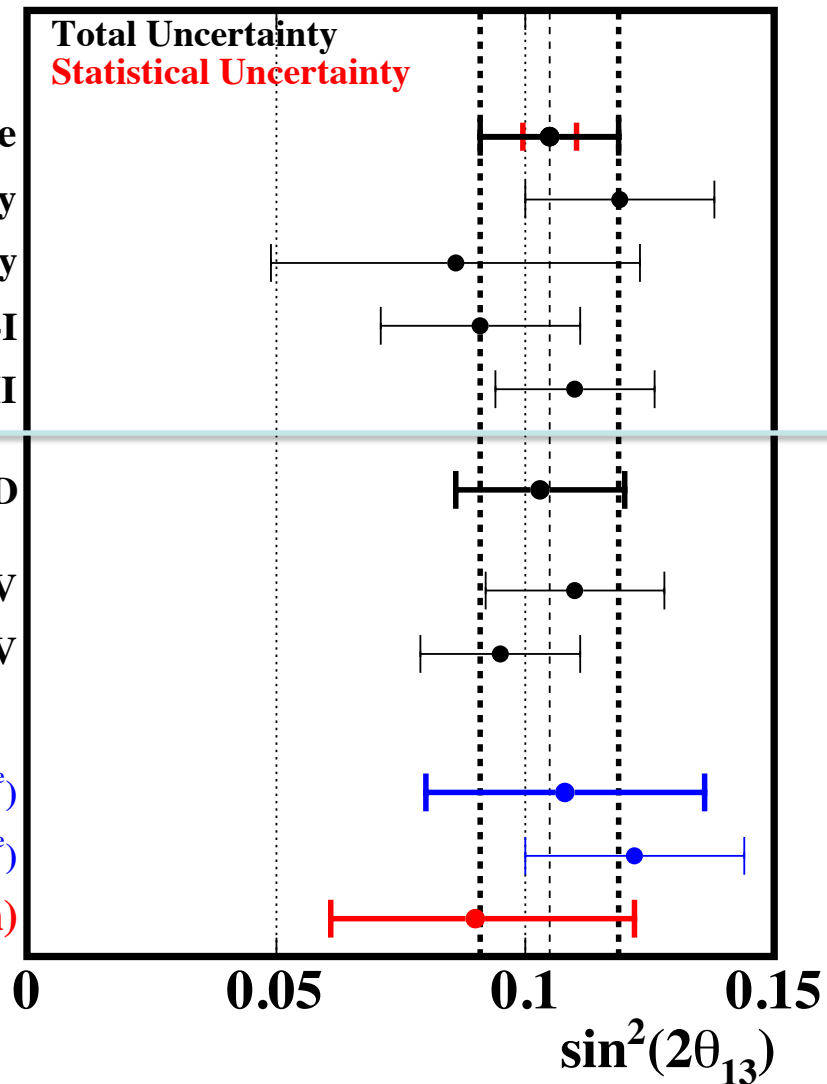 Total Uncertainty
Statistical Uncertainty
e
y
y
I
I
D
V
V
e)
e)
)
0 0.05 0.1 0.15
sin²(2θ₁₃)